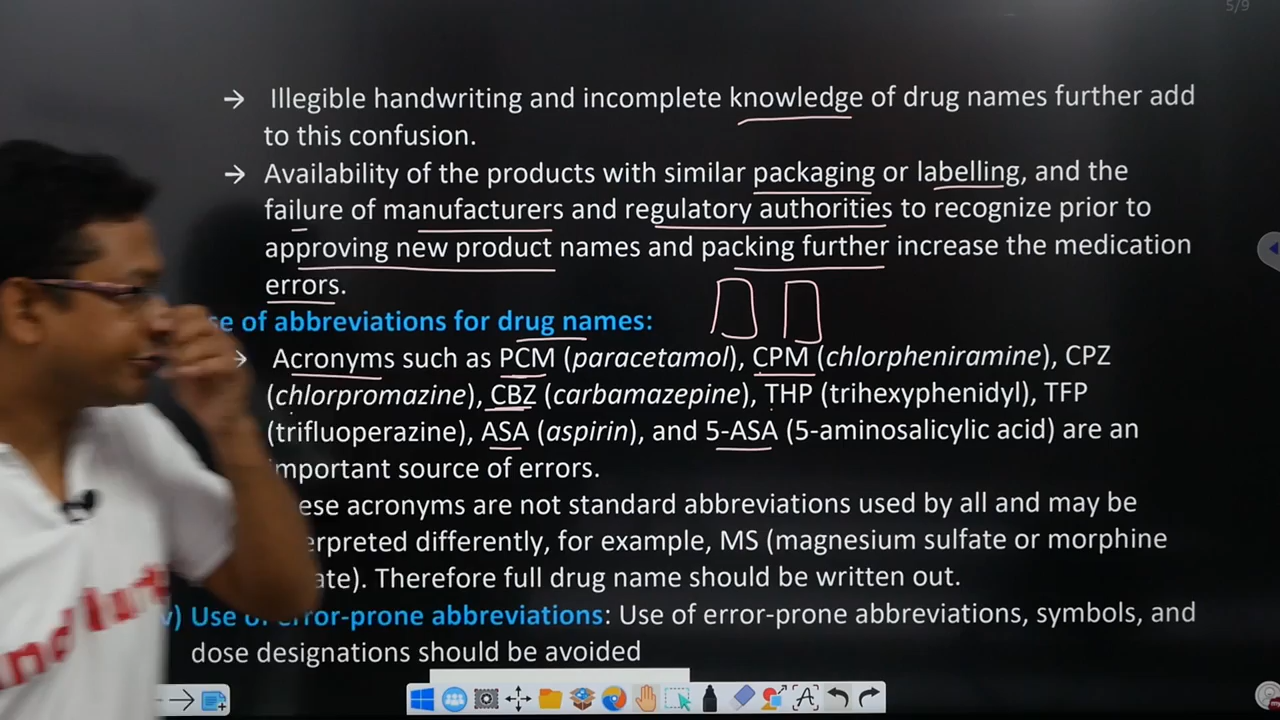 5/9
→ Illegible handwriting and incomplete knowledge of drug names further add
to this confusion.
→ Availability of the products with similar packaging or labelling, and the
failure of manufacturers and regulatory authorities to recognize prior to
approving new product names and packing further increase the medication
errors.
se of abbreviations for drug names:
Acronyms such as PCM (paracetamol), CPM (chlorpheniramine), CPZ
(chlorpromazine), CBZ (carbamazepine), THP (trihexyphenidyl), TFP
(trifluoperazine), ASA (aspirin), and 5-ASA (5-aminosalicylic acid) are an
mportant source of errors.
ese acronyms are not standard abbreviations used by all and may be
erpreted differently, for example, MS (magnesium sulfate or morphine
ate). Therefore full drug name should be written out.
v) Use of error-prone abbreviations: Use of error-prone abbreviations, symbols, and
dose designations should be avoided